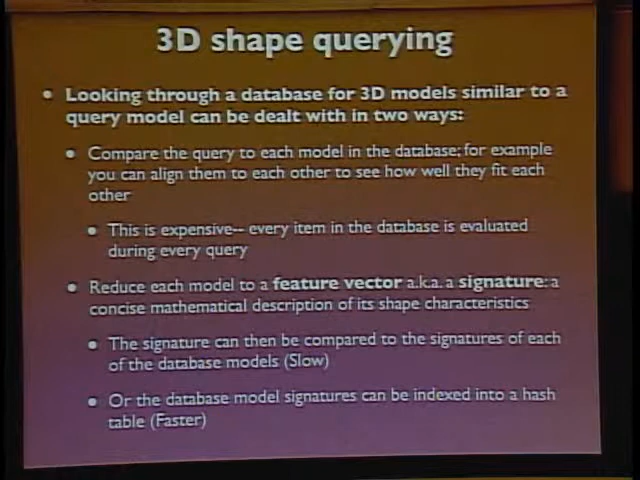 3D shape querying
• Looking through a database for 3D models similar to a
query model can be dealt with in two ways:
• Compare the query to each model in the database; for example
you can align them to each other to see how well they fit each
other
• This is expensive-- every item in the database is evaluated
during every query
• Reduce each model to a feature vector a.k.a. a signature: a
concise mathematical description of its shape characteristics
• The signature can then be compared to the signatures of each
of the database models (Slow)
• Or the database model signatures can be indexed into a hash
table (Faster)